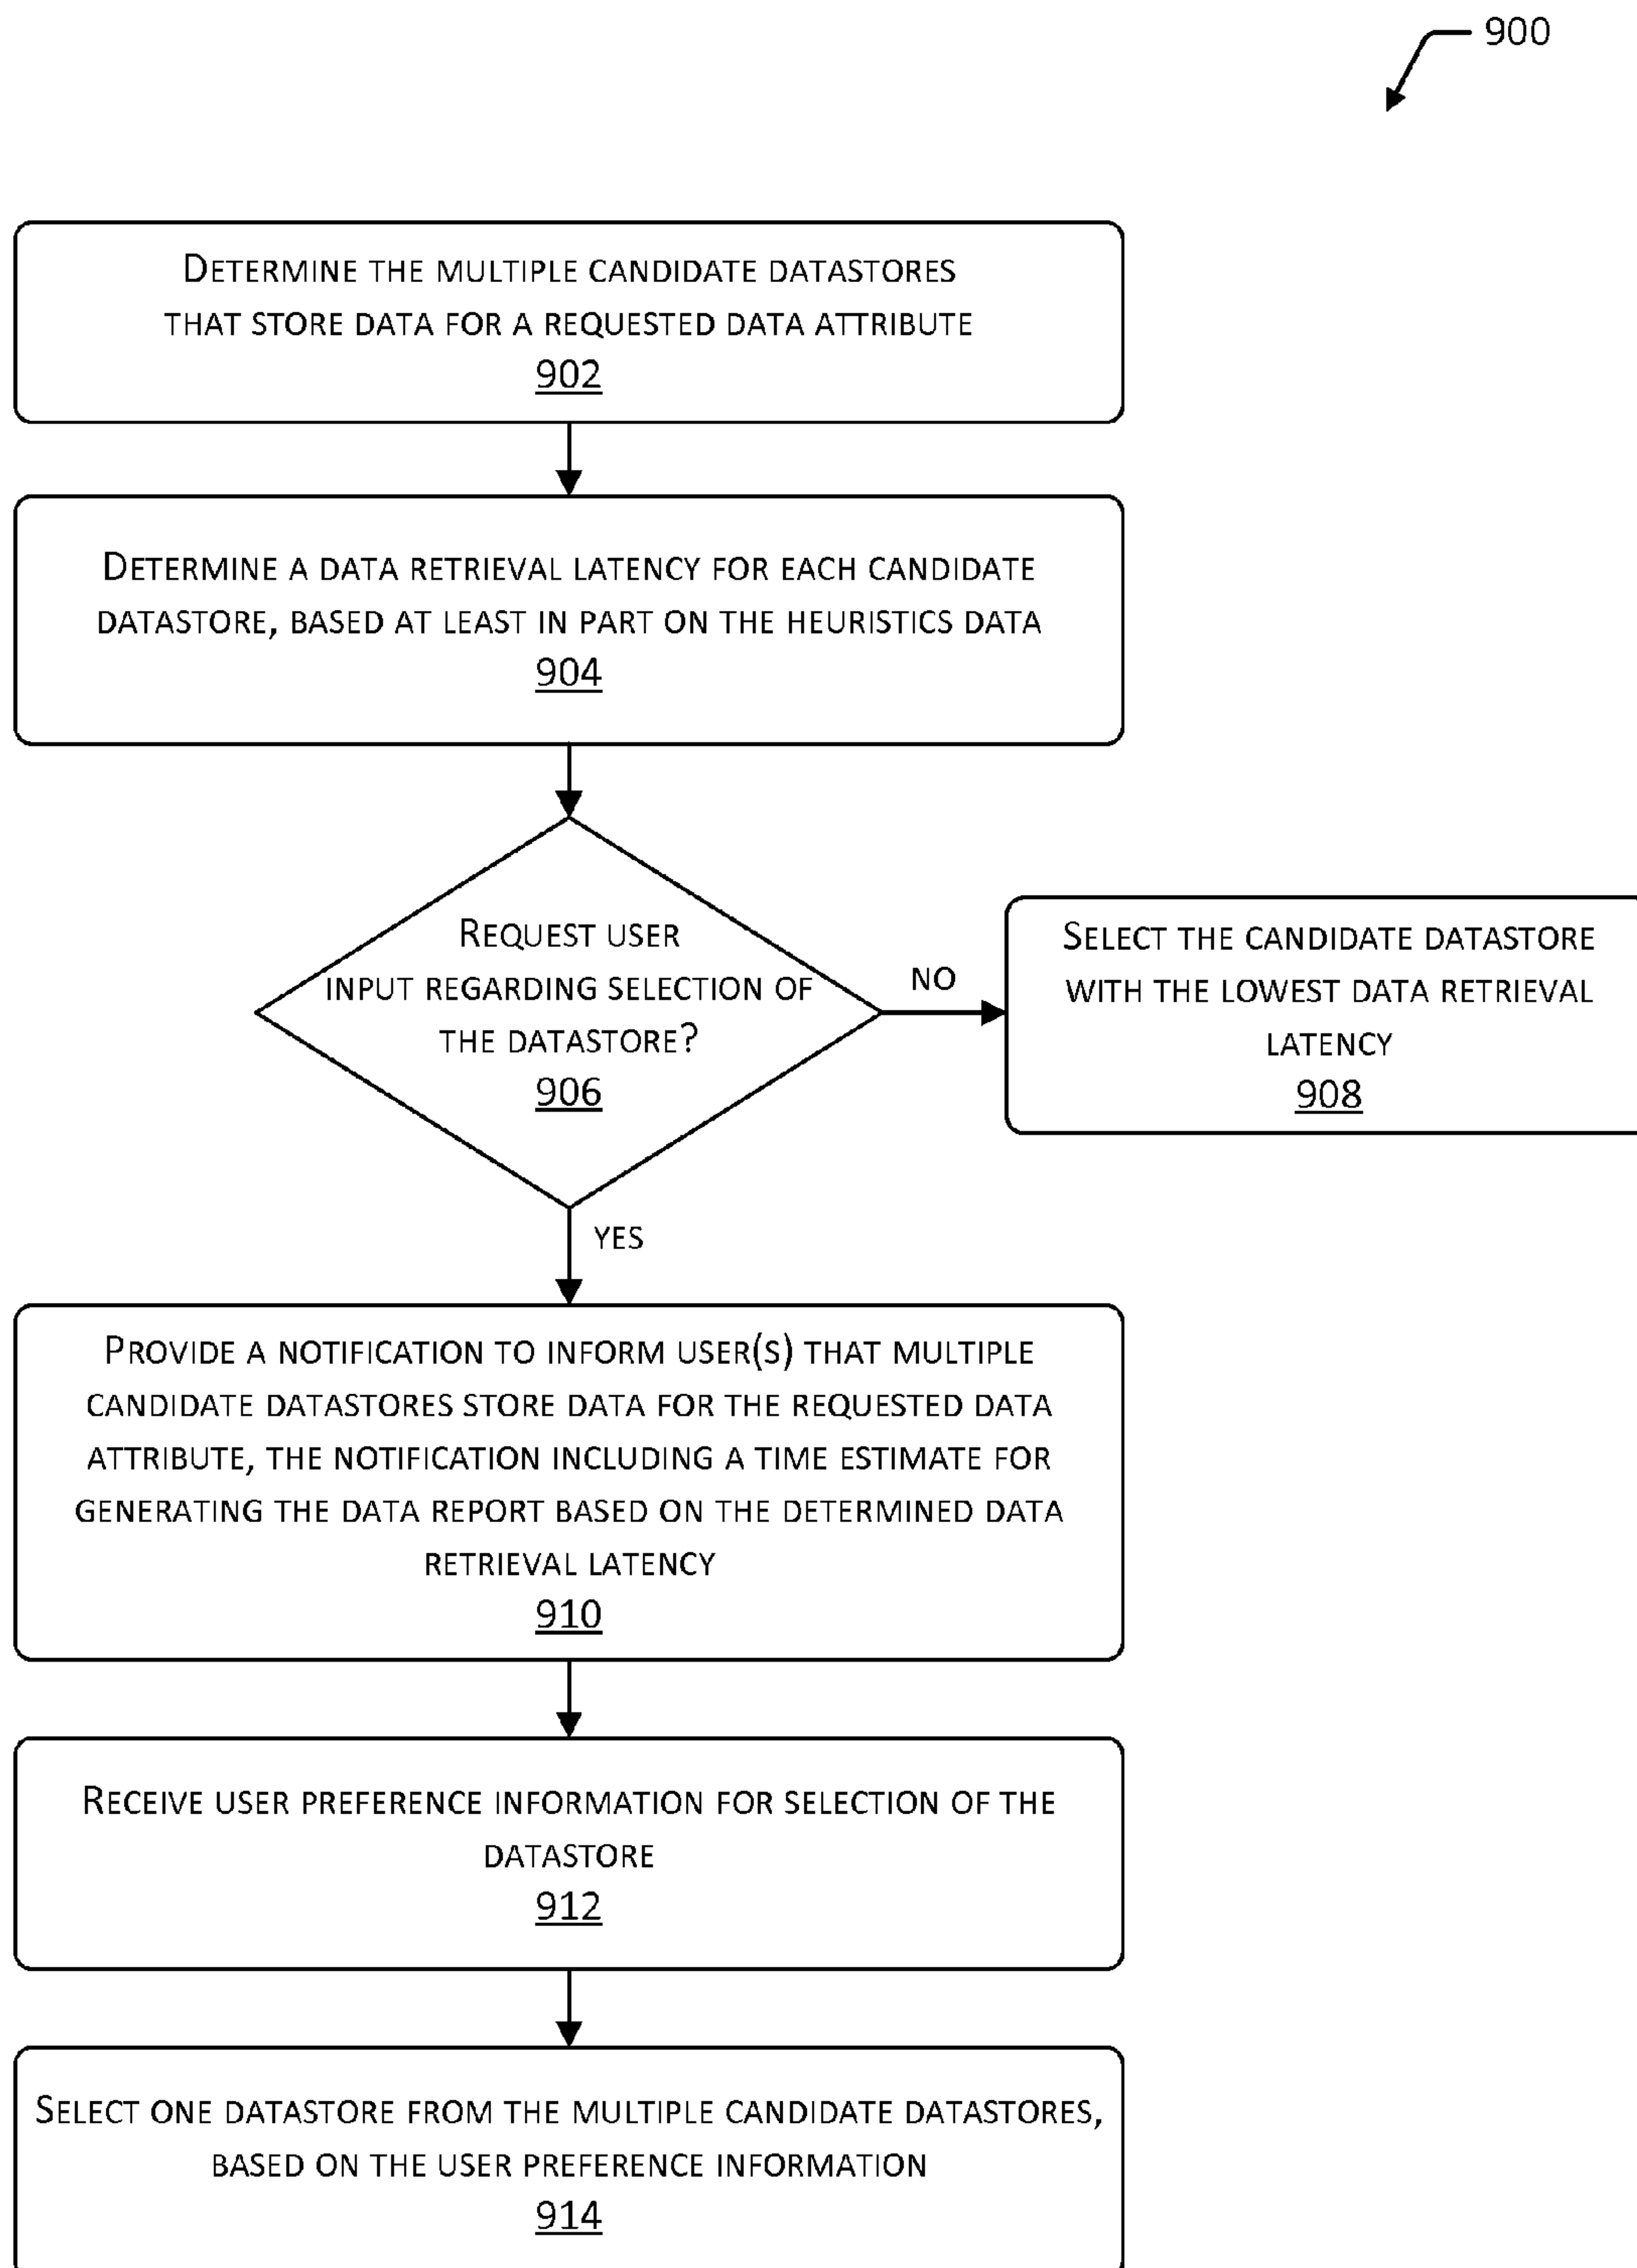 900
DETERMINE THE MULTIPLE CANDIDATE DATASTORES
THAT STORE DATA FOR A REQUESTED DATA ATTRIBUTE
902
DETERMINE A DATA RETRIEVAL LATENCY FOR EACH CANDIDATE
DATASTORE, BASED AT LEAST IN PART ON THE HEURISTICS DATA
904
REQUEST USER
INPUT REGARDING SELECTION OF
THE DATASTORE?
906
NO
SELECT THE CANDIDATE DATASTORE
WITH THE LOWEST DATA RETRIEVAL
LATENCY
908
YES
PROVIDE A NOTIFICATION TO INFORM USER(S) THAT MULTIPLE
CANDIDATE DATASTORES STORE DATA FOR THE REQUESTED DATA
ATTRIBUTE, THE NOTIFICATION INCLUDING A TIME ESTIMATE FOR
GENERATING THE DATA REPORT BASED ON THE DETERMINED DATA
RETRIEVAL LATENCY
910
RECEIVE USER PREFERENCE INFORMATION FOR SELECTION OF THE
DATASTORE
912
SELECT ONE DATASTORE FROM THE MULTIPLE CANDIDATE DATASTORES,
BASED ON THE USER PREFERENCE INFORMATION
914